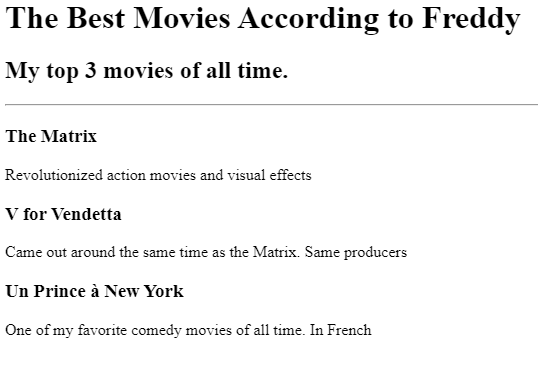 The Best Movies According to Freddy
My top 3 movies of all time.
The Matrix
Revolutionized action movies and visual effects
V for Vendetta
Came out around the same time as the Matrix. Same producers
Un Prince à New York
One of my favorite comedy movies of all time. In French